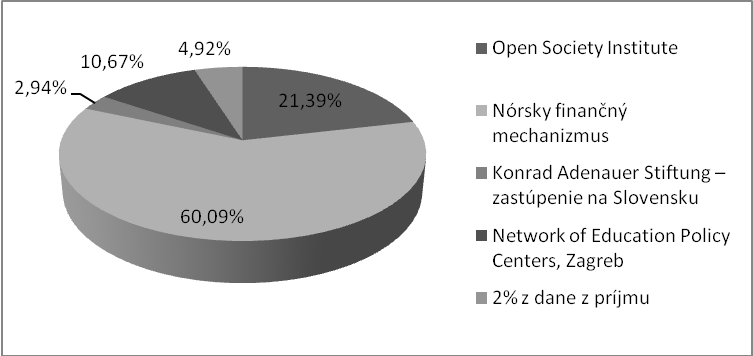 4,92%
10,67%
2,94%
21,39%
60,09%
Open Society Institute
Nórsky finančný
mechanizmus
Konrad Adenauer Stiftung –
zastúpenie na Slovensku
Network of Education Policy
Centers, Zagreb
2% z dane z príjmu